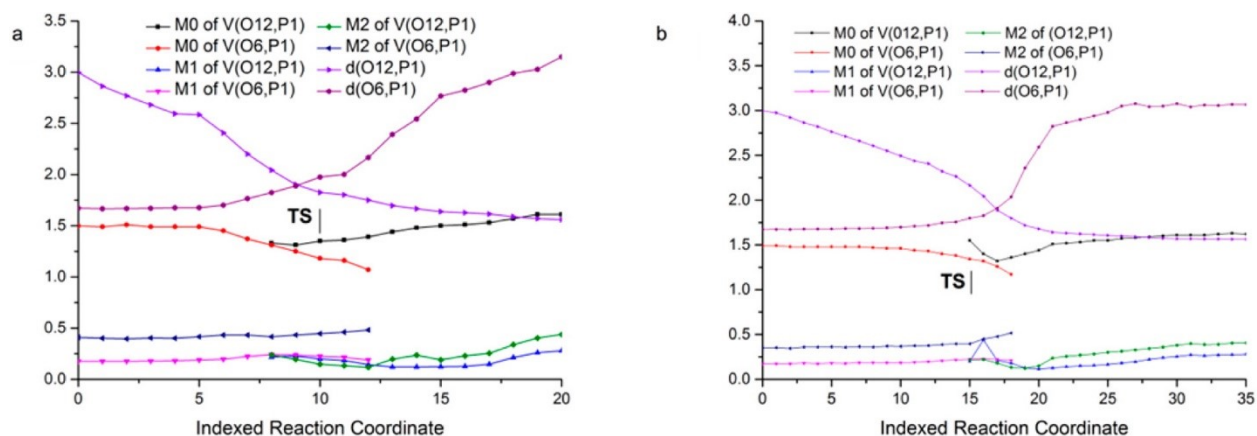 a
M0 of V(O12,P1)
M0 of V(O6,P1)
M1 of V(O12,P1)
M1 of V(O6,P1)
M2 of V(O12,P1)
M2 of V(O6,P1)
d(O12,P1)
d(O6,P1)
3.5
3.0
2.5
2.0
1.5
1.0
0.5
0.0
TS
0
5
10
15
20
Indexed Reaction Coordinate
b
M0 of V(012,P1)
M0 of V(O6,P1)
M1 of V(O12,P1)
M1 of V(O6,P1)
M2 of (O12,P1)
M2 of (O6,P1)
d(O12,P1)
d(O6,P1)
4.0
3.5
3.0
2.5
2.0
1.5
1.0
0.5
0.0
TS
0
5
10
15
20
25
30
35
Indexed Reaction Coordinate